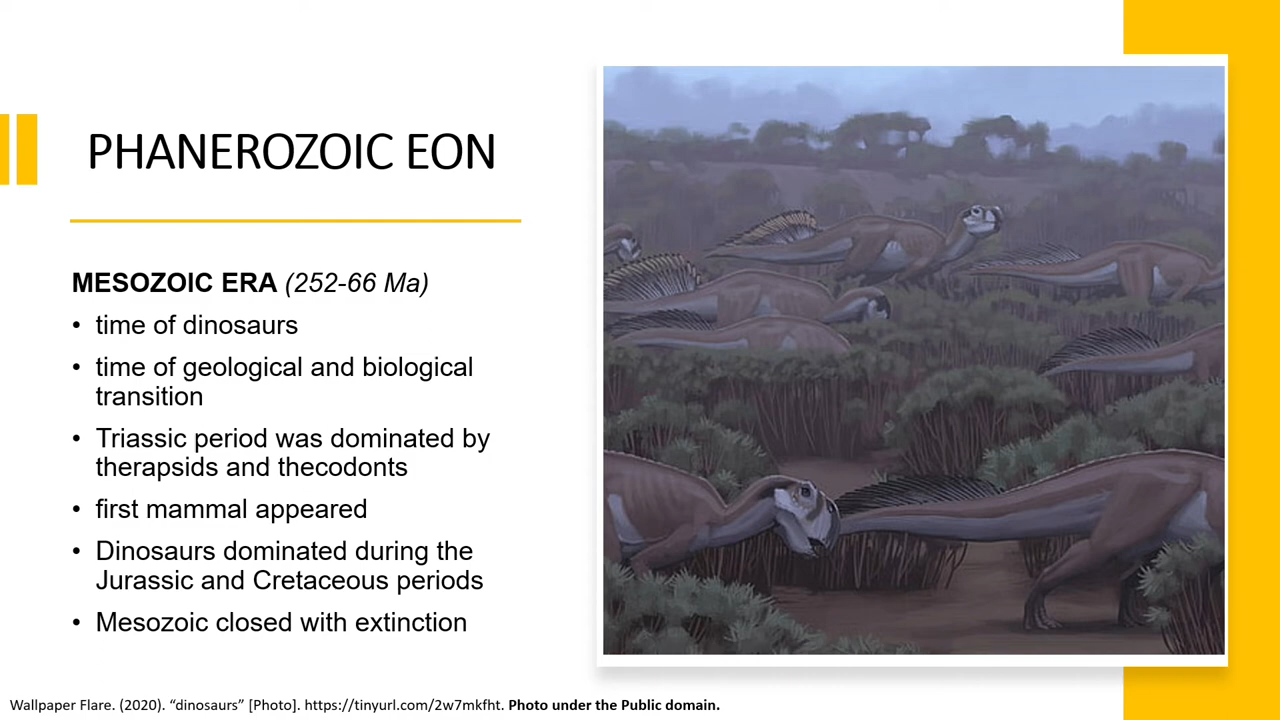 PHANEROZOIC EON
MESOZOIC ERA (252-66 Ma)
• time of dinosaurs
• time of geological and biological
transition
• Triassic period was dominated by
therapsids and thecodonts
• first mammal appeared
• Dinosaurs dominated during the
Jurassic and Cretaceous periods
• Mesozoic closed with extinction
Wallpaper Flare. (2020). “dinosaurs” [Photo]. https://tinyurl.com/2w7mkfht. Photo under the Public domain.